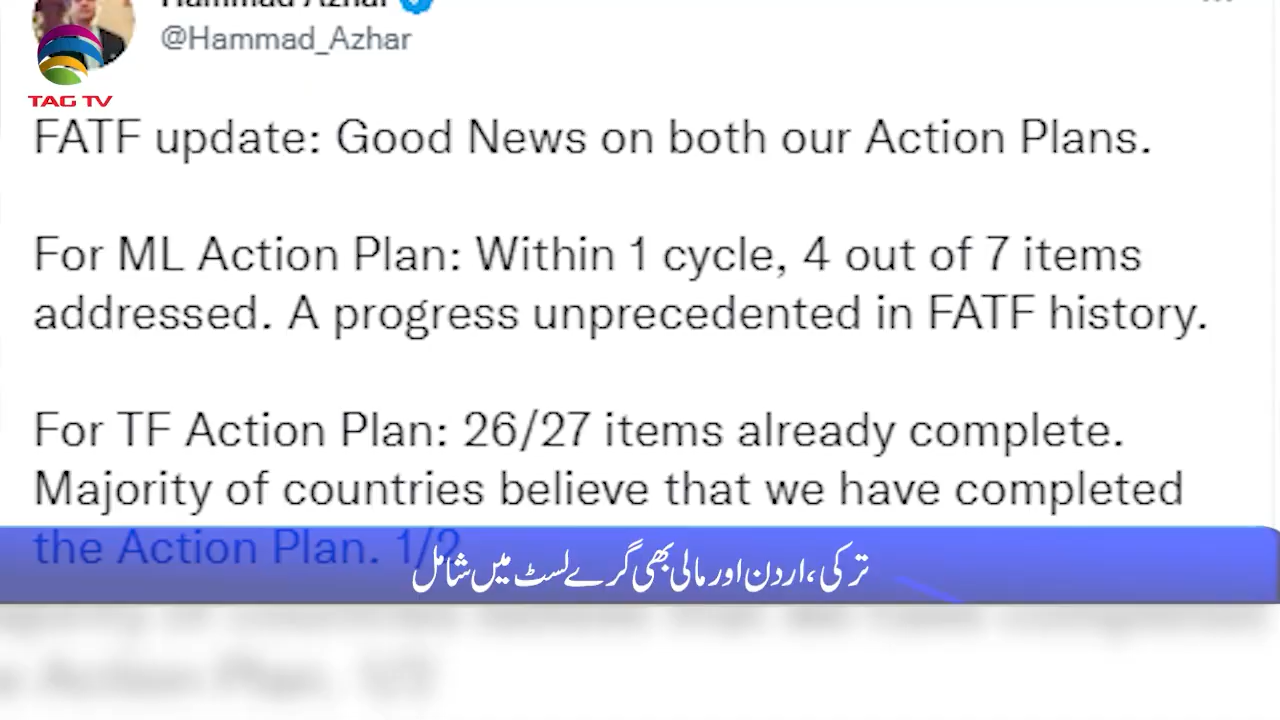 Hammad Azhar
@Hammad_Azhar
TAG TV
FATF update: Good News on both our Action Plans.
For ML Action Plan: Within 1 cycle, 4 out of 7 items
addressed. A progress unprecedented in FATF history.
For TF Action Plan: 26/27 items already complete.
Majority of countries believe that we have completed
the Action Plan. 1/2
ترکی، اردن اور مالی بھی گرے لسٹ میں شامل